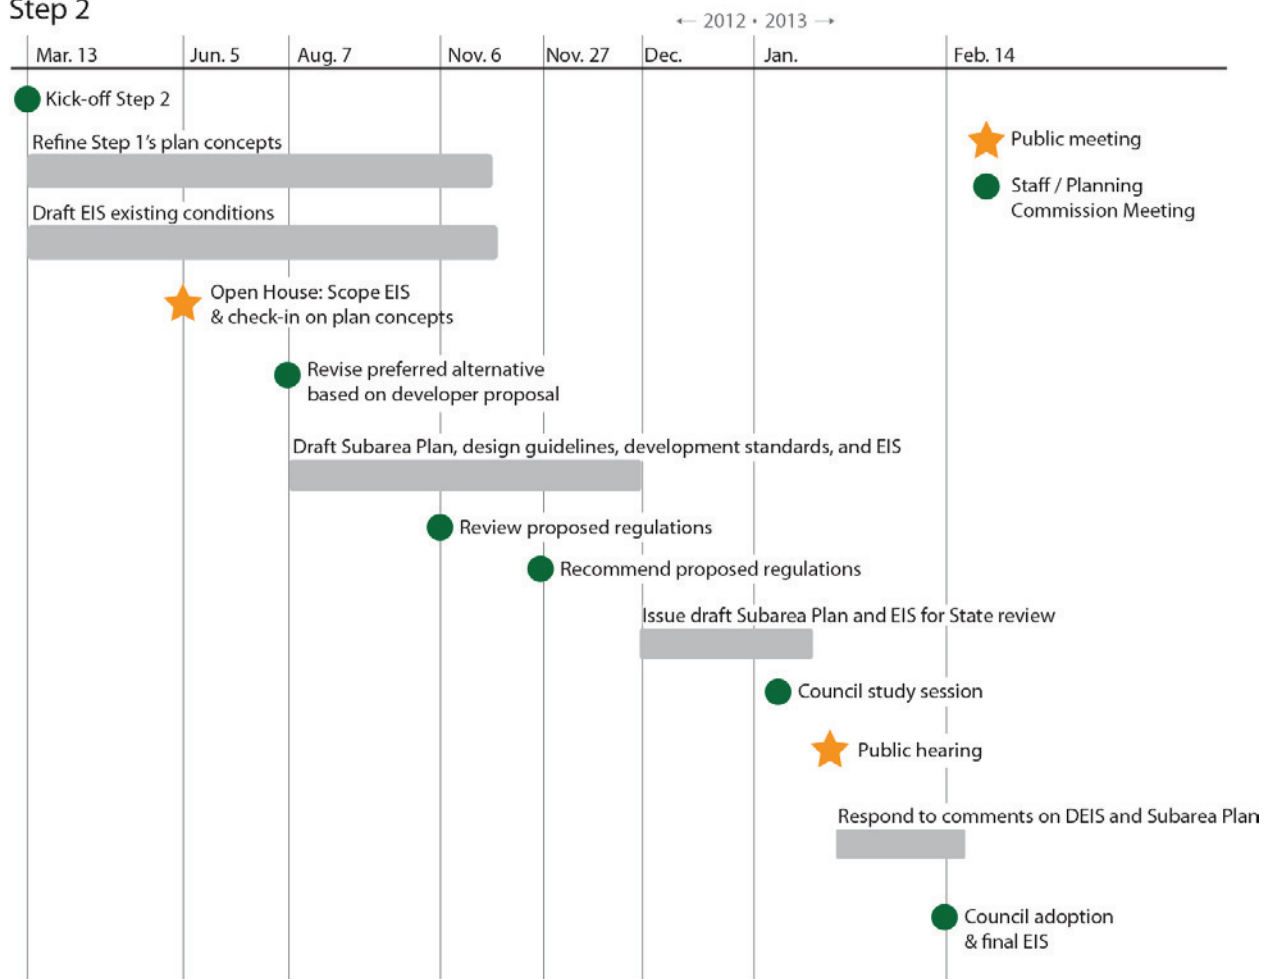 Step 2
← 2012 • 2013 →
Mar. 13
Jun. 5
Aug. 7
Nov. 6
Nov. 27
Dec.
Jan.
Feb. 14
Kick-off Step 2
Refine Step 1’s plan concepts
Public meeting
Staff / Planning
Commission Meeting
Draft EIS existing conditions
Open House: Scope EIS
& check-in on plan concepts
Revise preferred alternative
based on developer proposal
Draft Subarea Plan, design guidelines, development standards, and EIS
Review proposed regulations
Recommend proposed regulations
Issue draft Subarea Plan and EIS for State review
Council study session
Public hearing
Respond to comments on DEIS and Subarea Plan
Council adoption
& final EIS